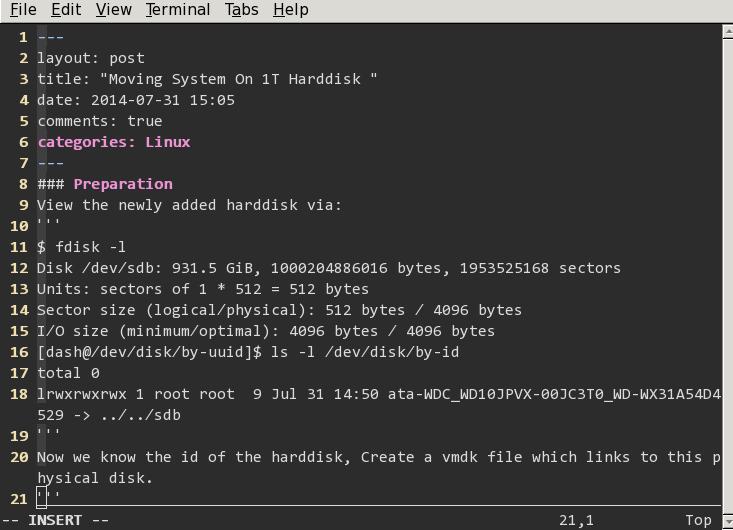 File Edit View Terminal Tabs Help
1 ---
2 layout: post
3 title: "Moving System On 1T Harddisk "
4 date: 2014-07-31 15:05
5 comments: true
6 categories: Linux
7 ---
8 ### Preparation
9 View the newly added harddisk via:
10 '''
11 $ fdisk -l
12 Disk /dev/sdb: 931.5 GiB, 1000204886016 bytes, 1953525168 sectors
13 Units: sectors of 1 * 512 = 512 bytes
14 Sector size (logical/physical): 512 bytes / 4096 bytes
15 I/O size (minimum/optimal): 4096 bytes / 4096 bytes
16 [dash@/dev/disk/by-uuid]$ ls -l /dev/disk/by-id
17 total 0
18 lrwxrwxrwx 1 root root  9 Jul 31 14:50 ata-WDC_WD10JPVX-00JC3T0_WD-WX31A54D4
529 -> ../../sdb
19 '''
20 Now we know the id of the harddisk, Create a vmdk file which links to this p
hysical disk.
21 '''
-- INSERT -- 21,1 Top